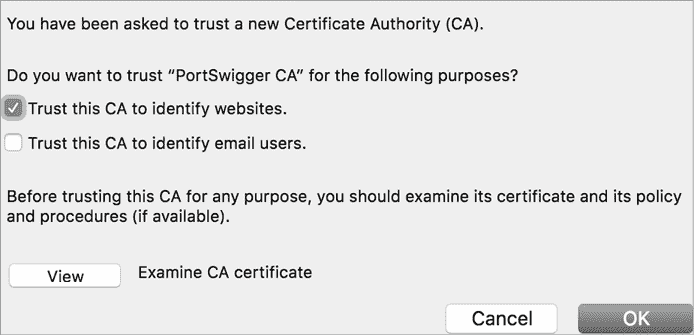 You have been asked to trust a new Certificate Authority (CA).
Do you want to trust “PortSwigger CA” for the following purposes?
Trust this CA to identify websites.
Trust this CA to identify email users.
Before trusting this CA for any purpose, you should examine its certificate and its policy
and procedures (if available).
View Examine CA certificate
Cancel OK